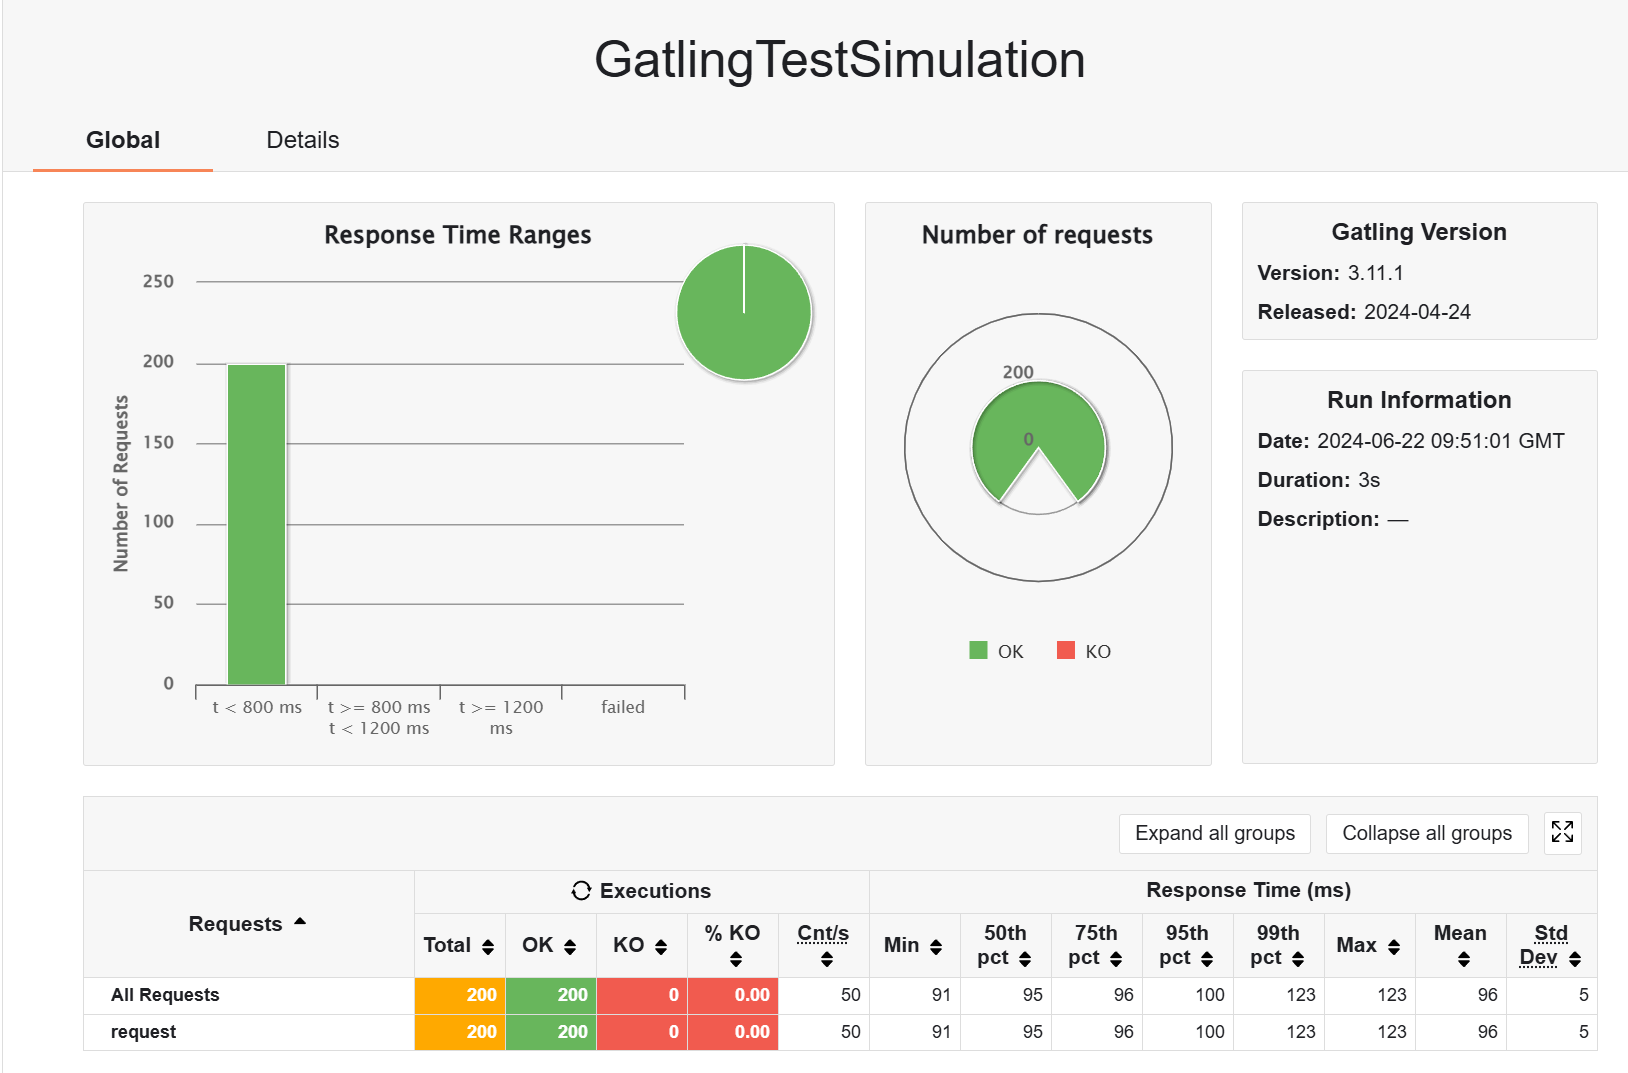 GatlingTestSimulation
Global Details
Response Time Ranges
250
200
150
100
50
0
Number of Requests
t < 800 ms
t >= 800 ms
t < 1200 ms
t >= 1200
ms
failed
Number of requests
200
0
OK KO
Gatling Version
Version: 3.11.1
Released: 2024-04-24
Run Information
Date: 2024-06-22 09:51:01 GMT
Duration: 3s
Description: —
Expand all groups Collapse all groups
Requests
Executions
Response Time (ms)
Total
OK
KO
% KO
Cnt/s
Min
50th
pct
75th
pct
95th
pct
99th
pct
Max
Mean
Std
Dev
All Requests 200 200 0 0.00 50 91 95 96 100 123 123 96 5
request 200 200 0 0.00 50 91 95 96 100 123 123 96 5